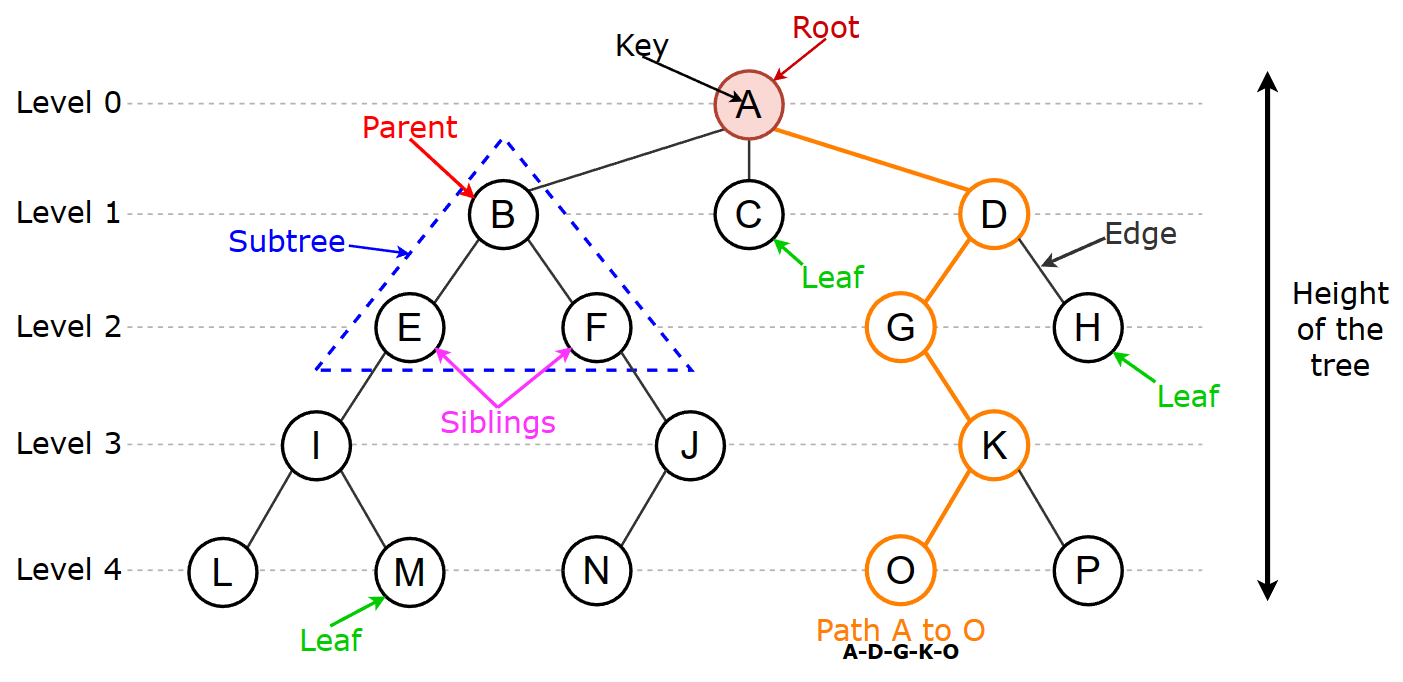 Root
Key
Level 0
A
Parent
Level 1
B
C
D
Subtree
Edge
Leaf
Level 2
E
F
G
H
Height
of the
tree
Leaf
Siblings
Level 3
I
J
K
Level 4
L
M
N
O
P
Leaf
Path A to O
A-D-G-K-O